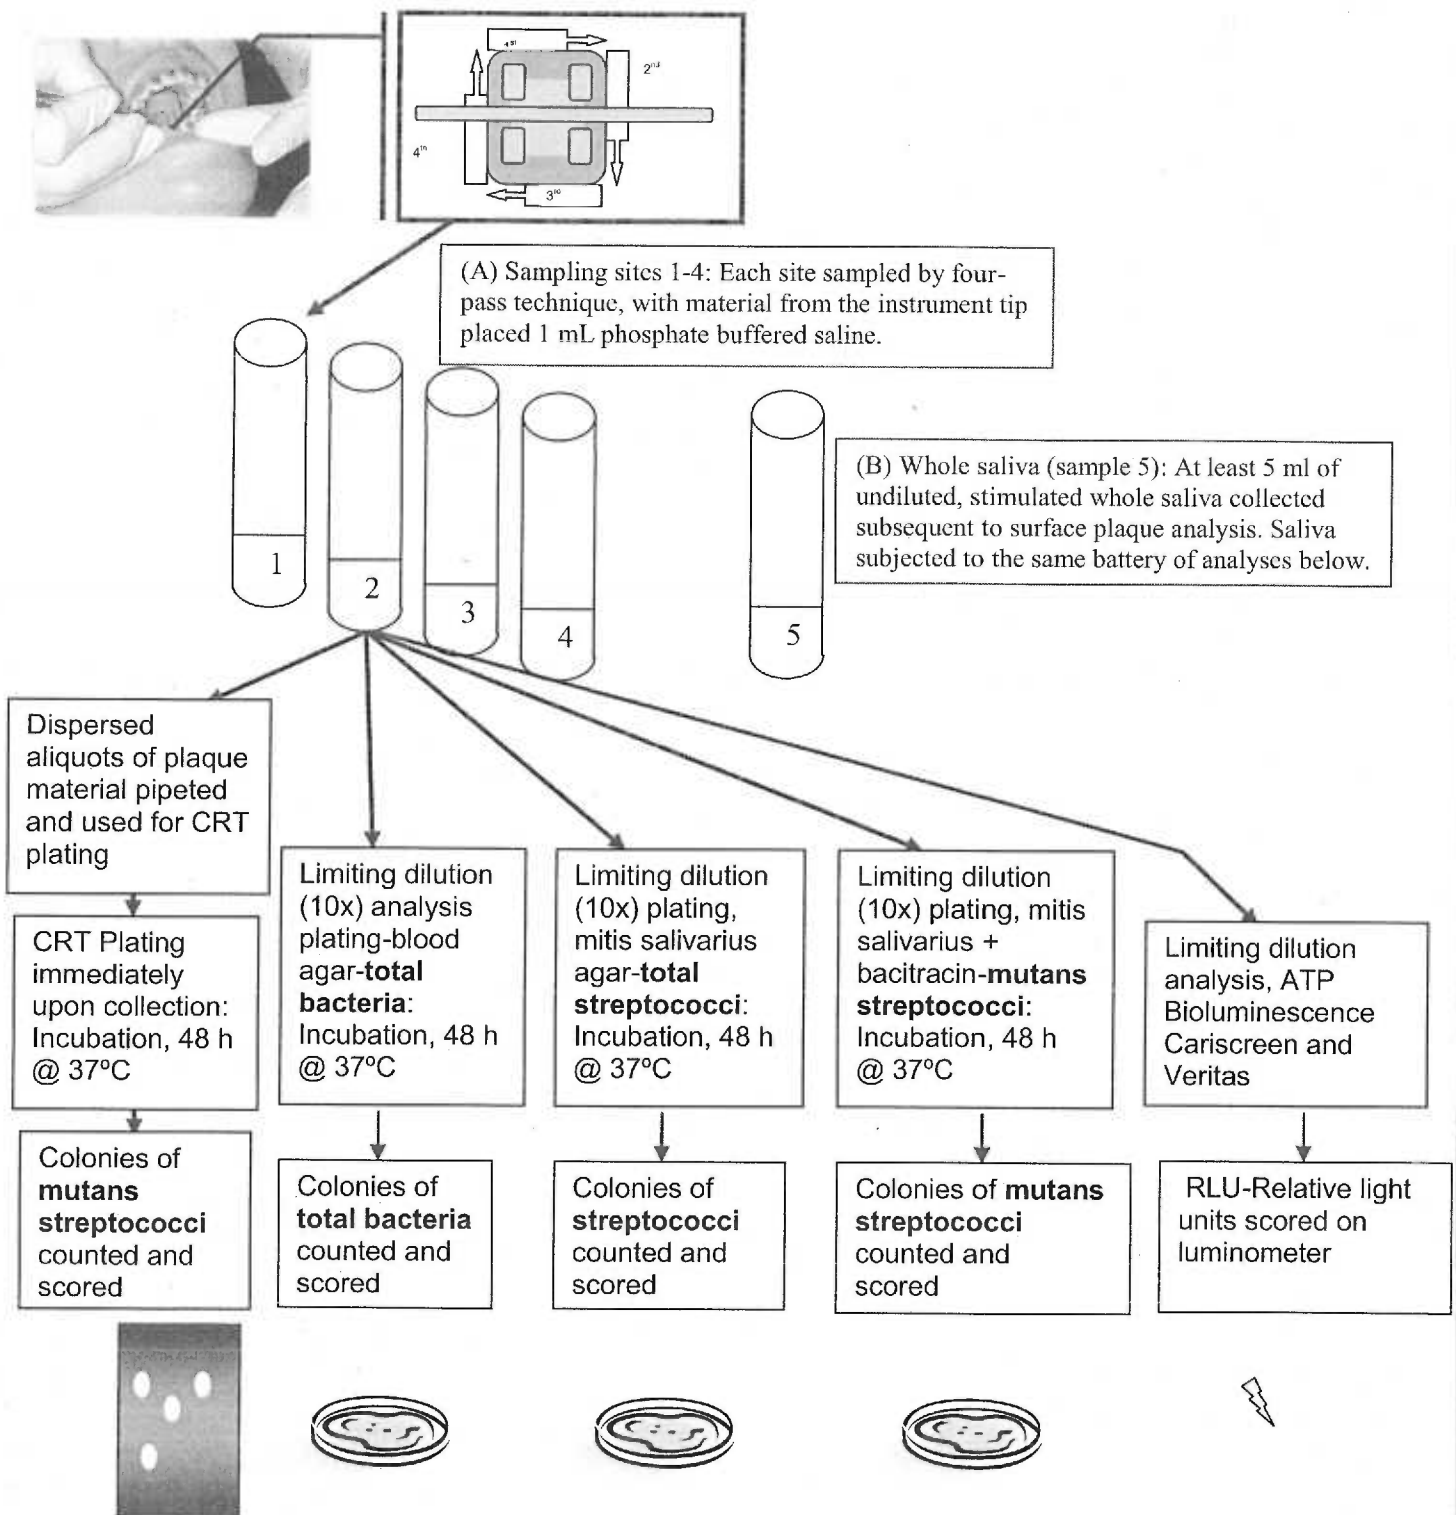 1st
2nd
4th
3rd
(A) Sampling sites 1-4: Each site sampled by four-
pass technique, with material from the instrument tip
placed 1 mL phosphate buffered saline.
1
2
3
4
5
(B) Whole saliva (sample 5): At least 5 ml of
undiluted, stimulated whole saliva collected
subsequent to surface plaque analysis. Saliva
subjected to the same battery of analyses below.
Dispersed
aliquots of plaque
material pipeted
and used for CRT
plating
CRT Plating
immediately
upon collection:
Incubation, 48 h
@ 37ºC
Colonies of
mutans
streptococci
counted and
scored
Limiting dilution
(10x) analysis
plating-blood
agar-total
bacteria:
Incubation, 48 h
@ 37ºC
Colonies of
total bacteria
counted and
scored
Limiting dilution
(10x) plating,
mitis salivarius
agar-total
streptococci:
Incubation, 48 h
@ 37ºC
Colonies of
streptococci
counted and
scored
Limiting dilution
(10x) plating, mitis
salivarius +
bacitracin-mutans
streptococci:
Incubation, 48 h
@ 37ºC
Colonies of mutans
streptococci
counted and
scored
Limiting dilution
analysis, ATP
Bioluminescence
Cariscreen and
Veritas
RLU-Relative light
units scored on
luminometer